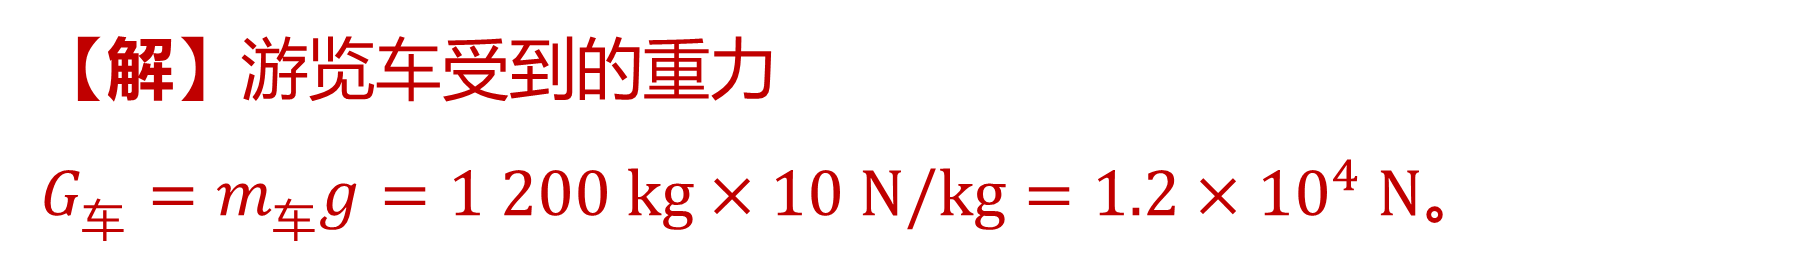 【解】游览车受到的重力
G车 = m车g = 1 200 kg × 10 N/kg = 1.2 × 10⁴ N。